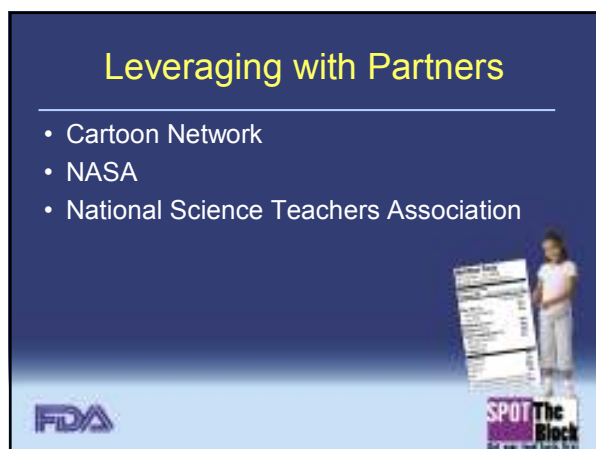 Leveraging with Partners
• Cartoon Network
• NASA
• National Science Teachers Association
FDA
SPOT The
Block